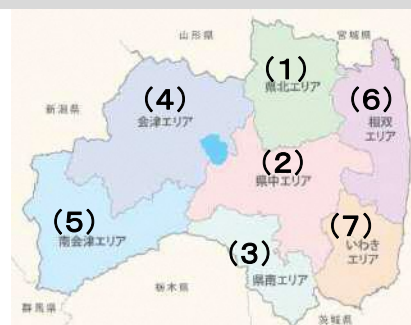 山形県
宮城県
(1)
県北エリア
新潟県
(4)
会津エリア
(6)
相双
エリア
(2)
県中エリア
(5)
南会津エリア
(7)
いわき
エリア
(3)
県南エリア
栃木県
群馬県
茨城県